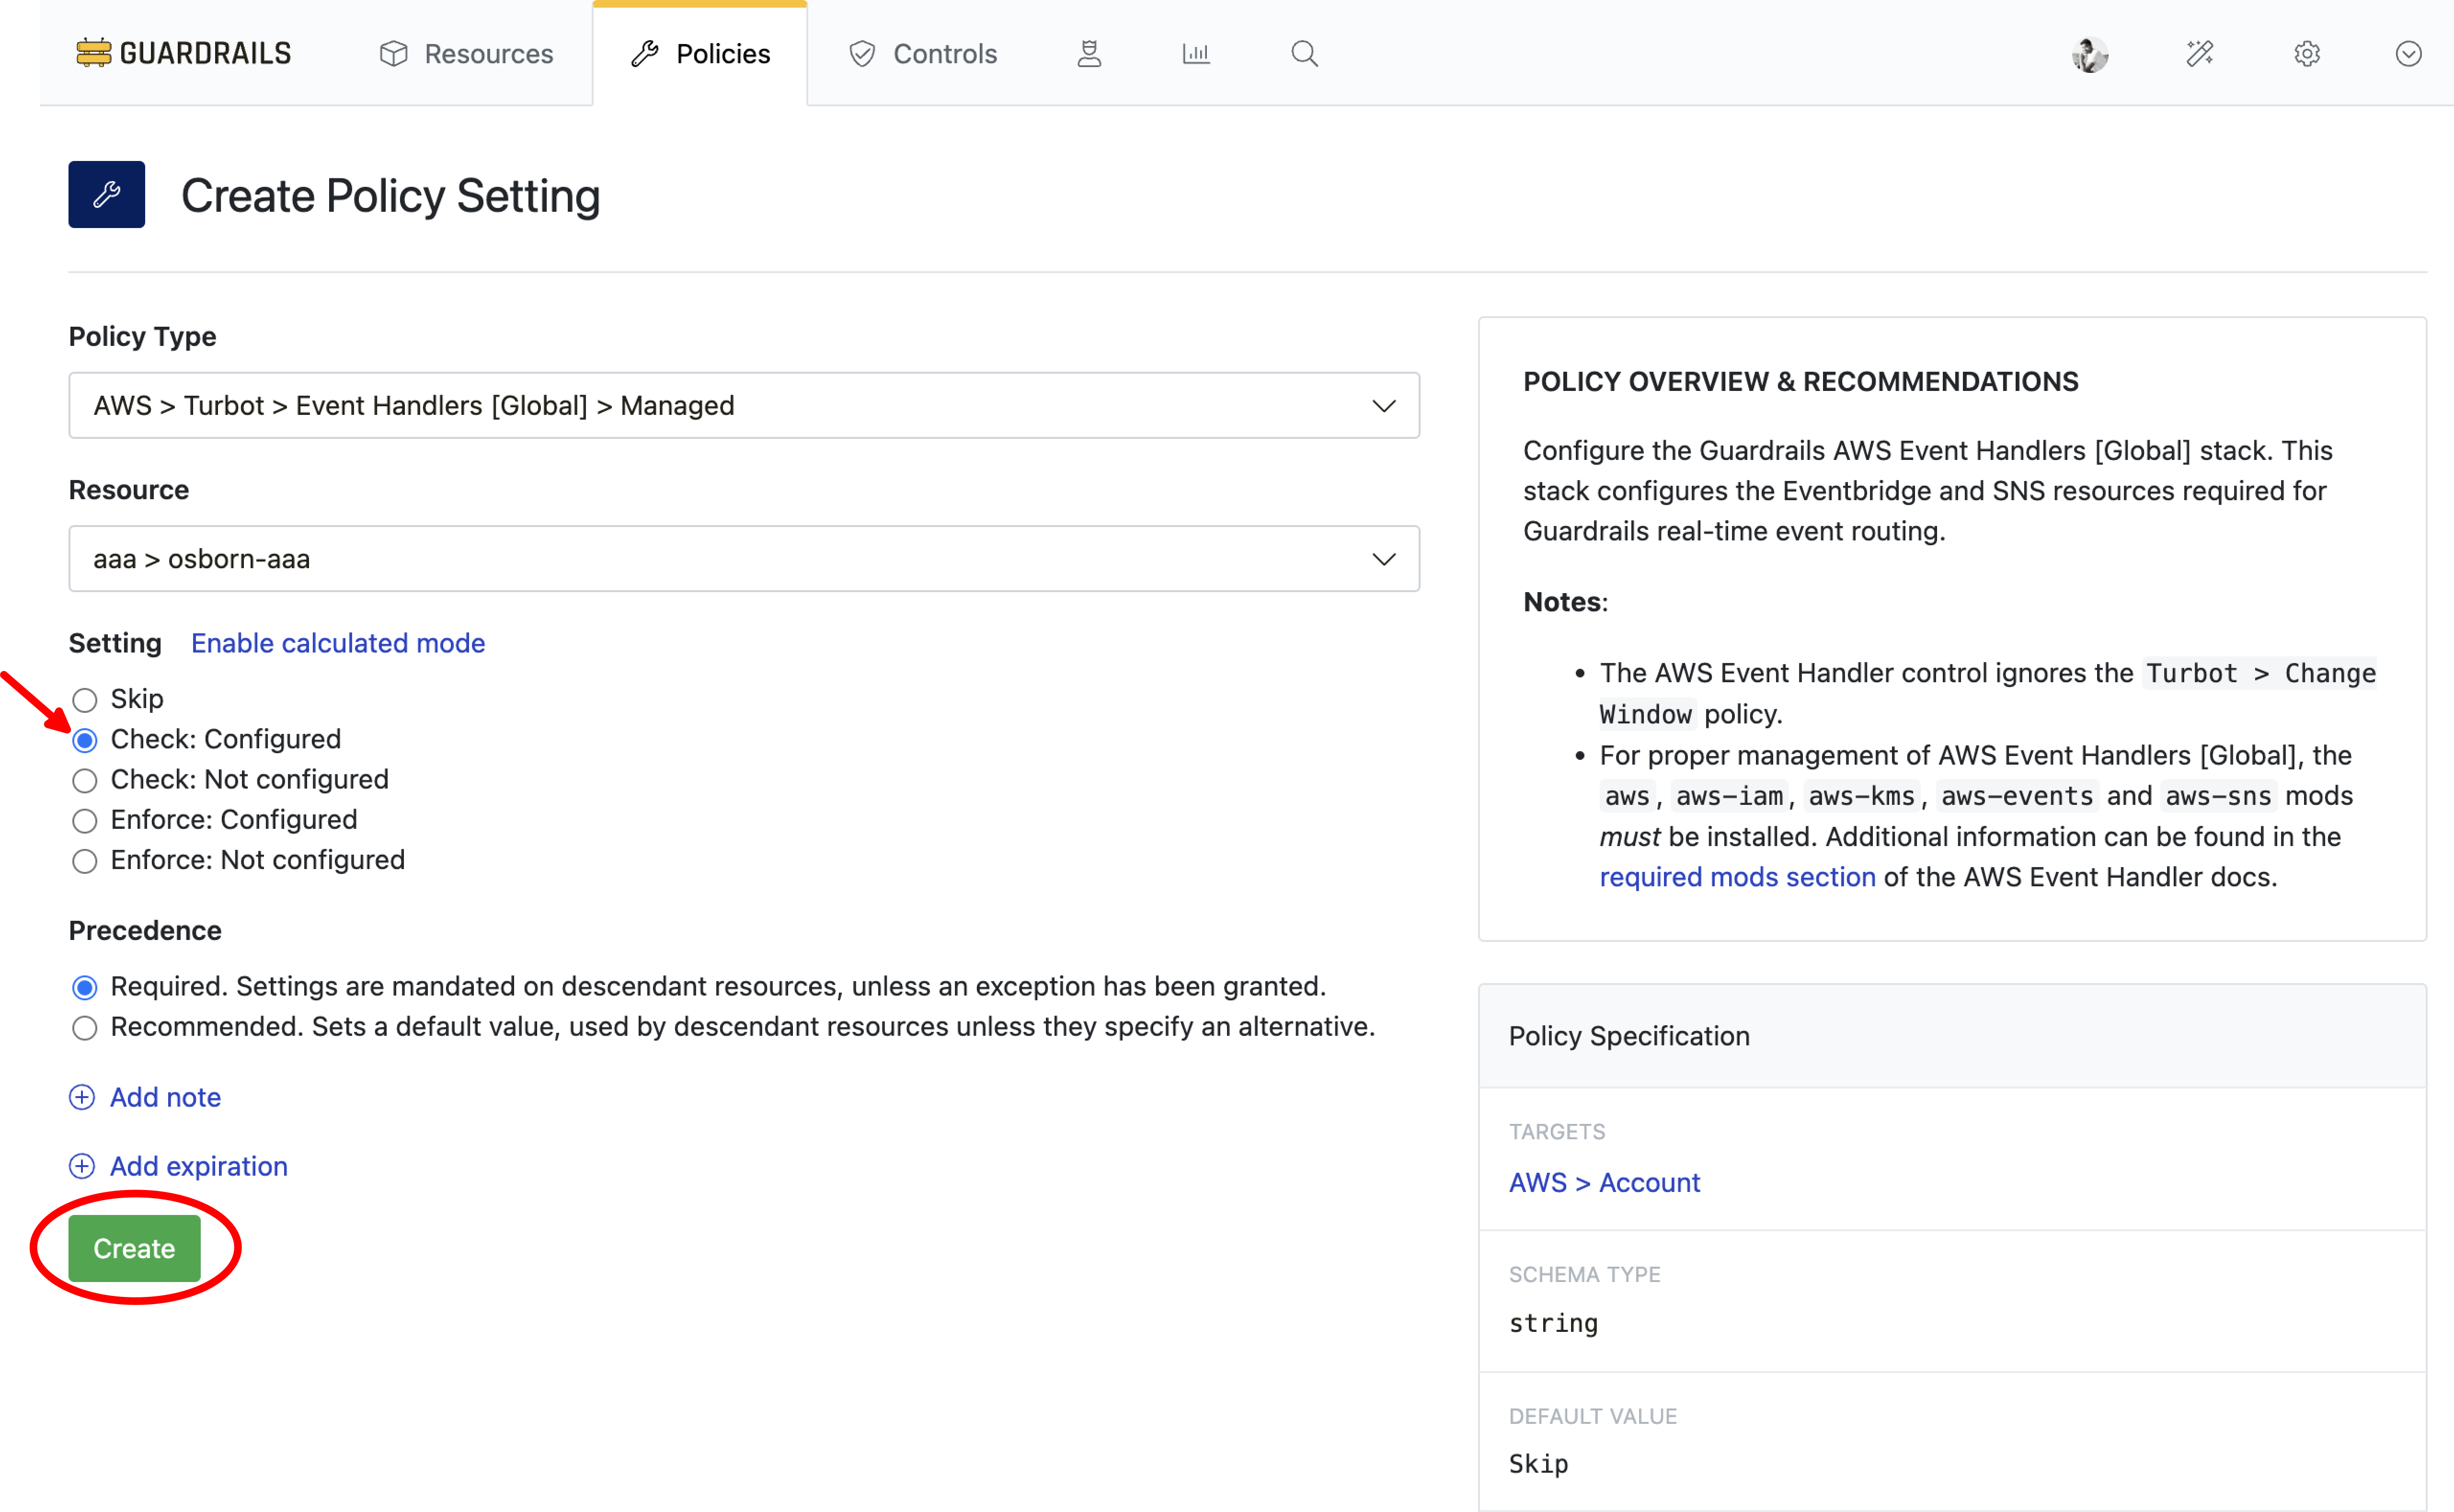 GUARDRAILS
Resources
Policies
Controls
Create Policy Setting
Policy Type
AWS > Turbot > Event Handlers [Global] > Managed
Resource
aaa > osborn-aaa
Setting Enable calculated mode
Skip
Check: Configured
Check: Not configured
Enforce: Configured
Enforce: Not configured
Precedence
Required. Settings are mandated on descendant resources, unless an exception has been granted.
Recommended. Sets a default value, used by descendant resources unless they specify an alternative.
Add note
Add expiration
Create
POLICY OVERVIEW & RECOMMENDATIONS
Configure the Guardrails AWS Event Handlers [Global] stack. This
stack configures the Eventbridge and SNS resources required for
Guardrails real-time event routing.
Notes:
• The AWS Event Handler control ignores the Turbot > Change
Window policy.
• For proper management of AWS Event Handlers [Global], the
aws, aws-iam, aws-kms, aws-events and aws-sns mods
must be installed. Additional information can be found in the
required mods section of the AWS Event Handler docs.
Policy Specification
TARGETS
AWS > Account
SCHEMA TYPE
string
DEFAULT VALUE
Skip